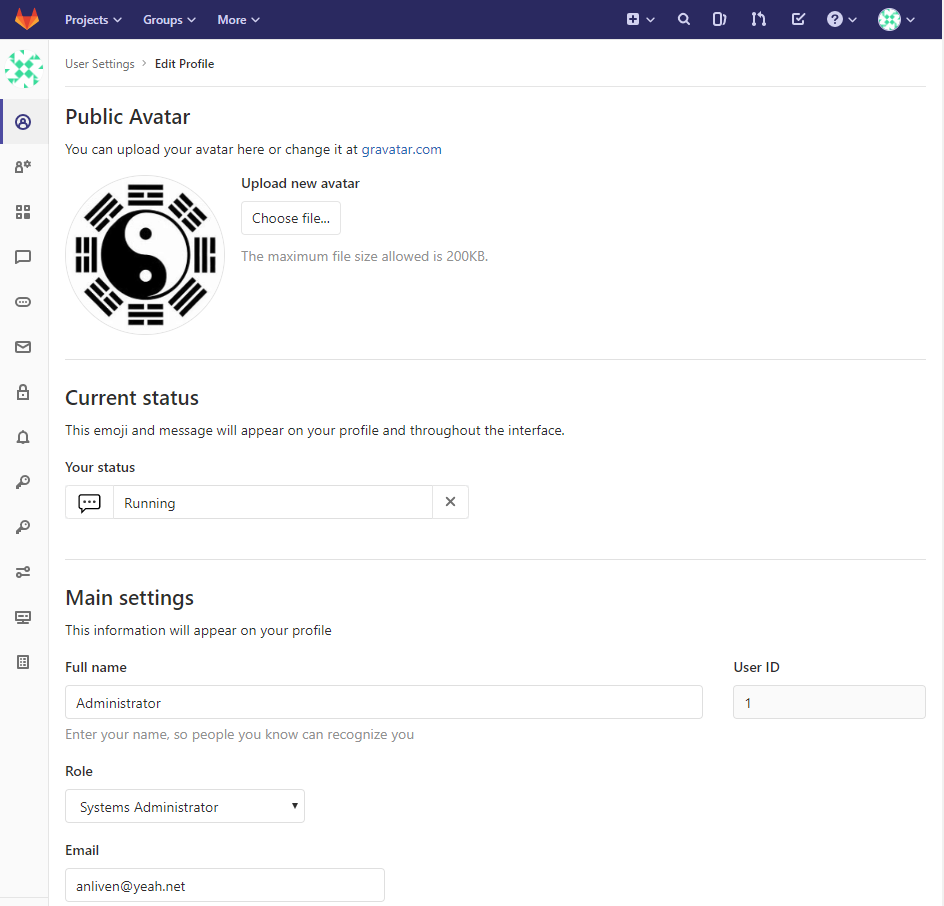 Projects Groups More
User Settings › Edit Profile
Public Avatar
You can upload your avatar here or change it at gravatar.com
Upload new avatar
Choose file...
The maximum file size allowed is 200KB.
Current status
This emoji and message will appear on your profile and throughout the interface.
Your status
Running
Main settings
This information will appear on your profile
Full name
User ID
Administrator
1
Enter your name, so people you know can recognize you
Role
Systems Administrator
Email
anliven@yeah.net